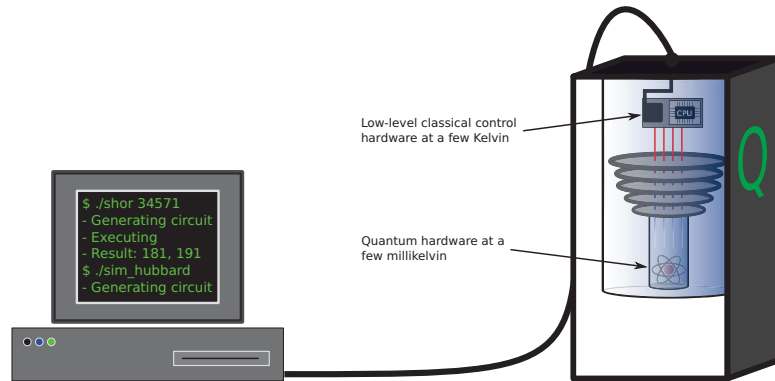 $ ./shor 34571
- Generating circuit
- Executing
- Result: 181, 191
$ ./sim_hubbard
- Generating circuit
Low-level classical control
hardware at a few Kelvin
CPU
Quantum hardware at a
few millikelvin
Q